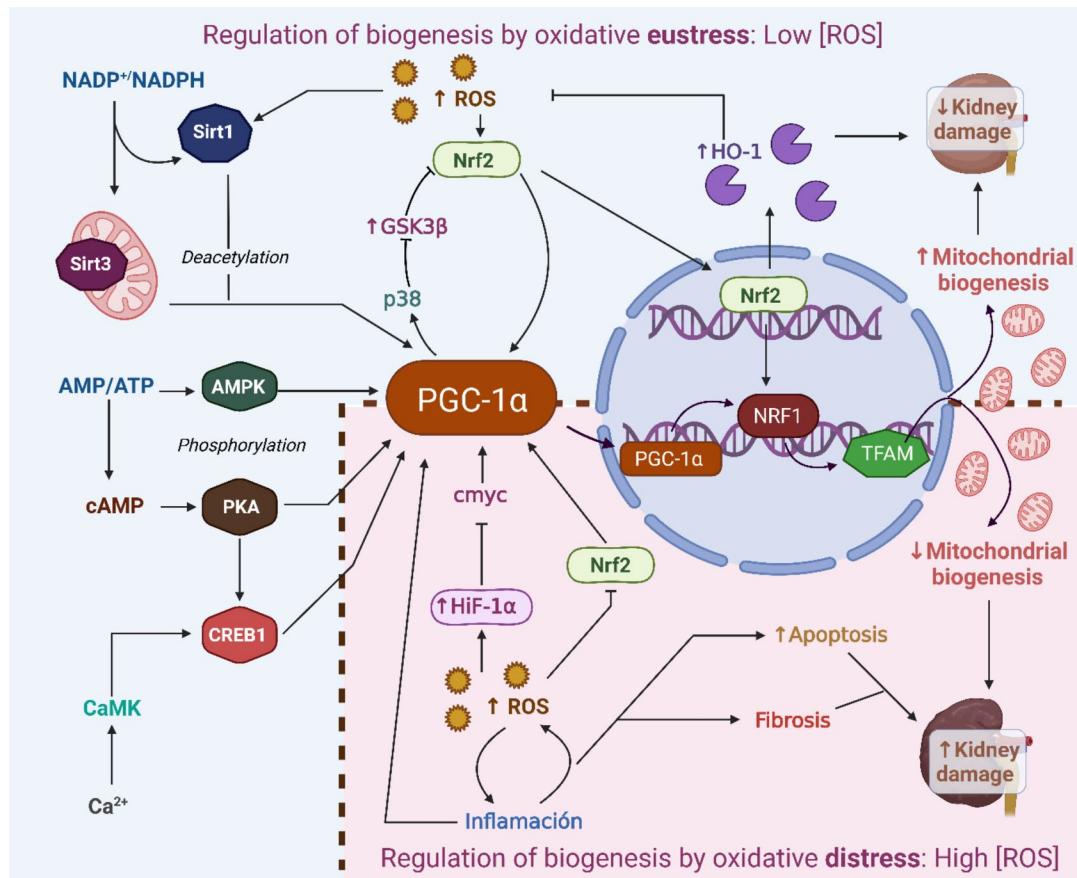 Regulation of biogenesis by oxidative eustress: Low [ROS]
NADP⁺/NADPH
Sirt1
↑ ROS
Nrf2
↑HO-1
↓Kidney
damage
↑GSK3β
Sirt3
Deacetylation
p38
Nrf2
↑Mitochondrial
biogenesis
AMP/ATP
AMPK
PGC-1α
Phosphorylation
NRF1
PGC-1α
TFAM
cAMP
PKA
cmyc
↓Mitochondrial
biogenesis
Nrf2
↑HiF-1α
CREB1
↑Apoptosis
CaMK
↑ ROS
Fibrosis
↑Kidney
damage
Ca²⁺
Inflamación
Regulation of biogenesis by oxidative distress: High [ROS]